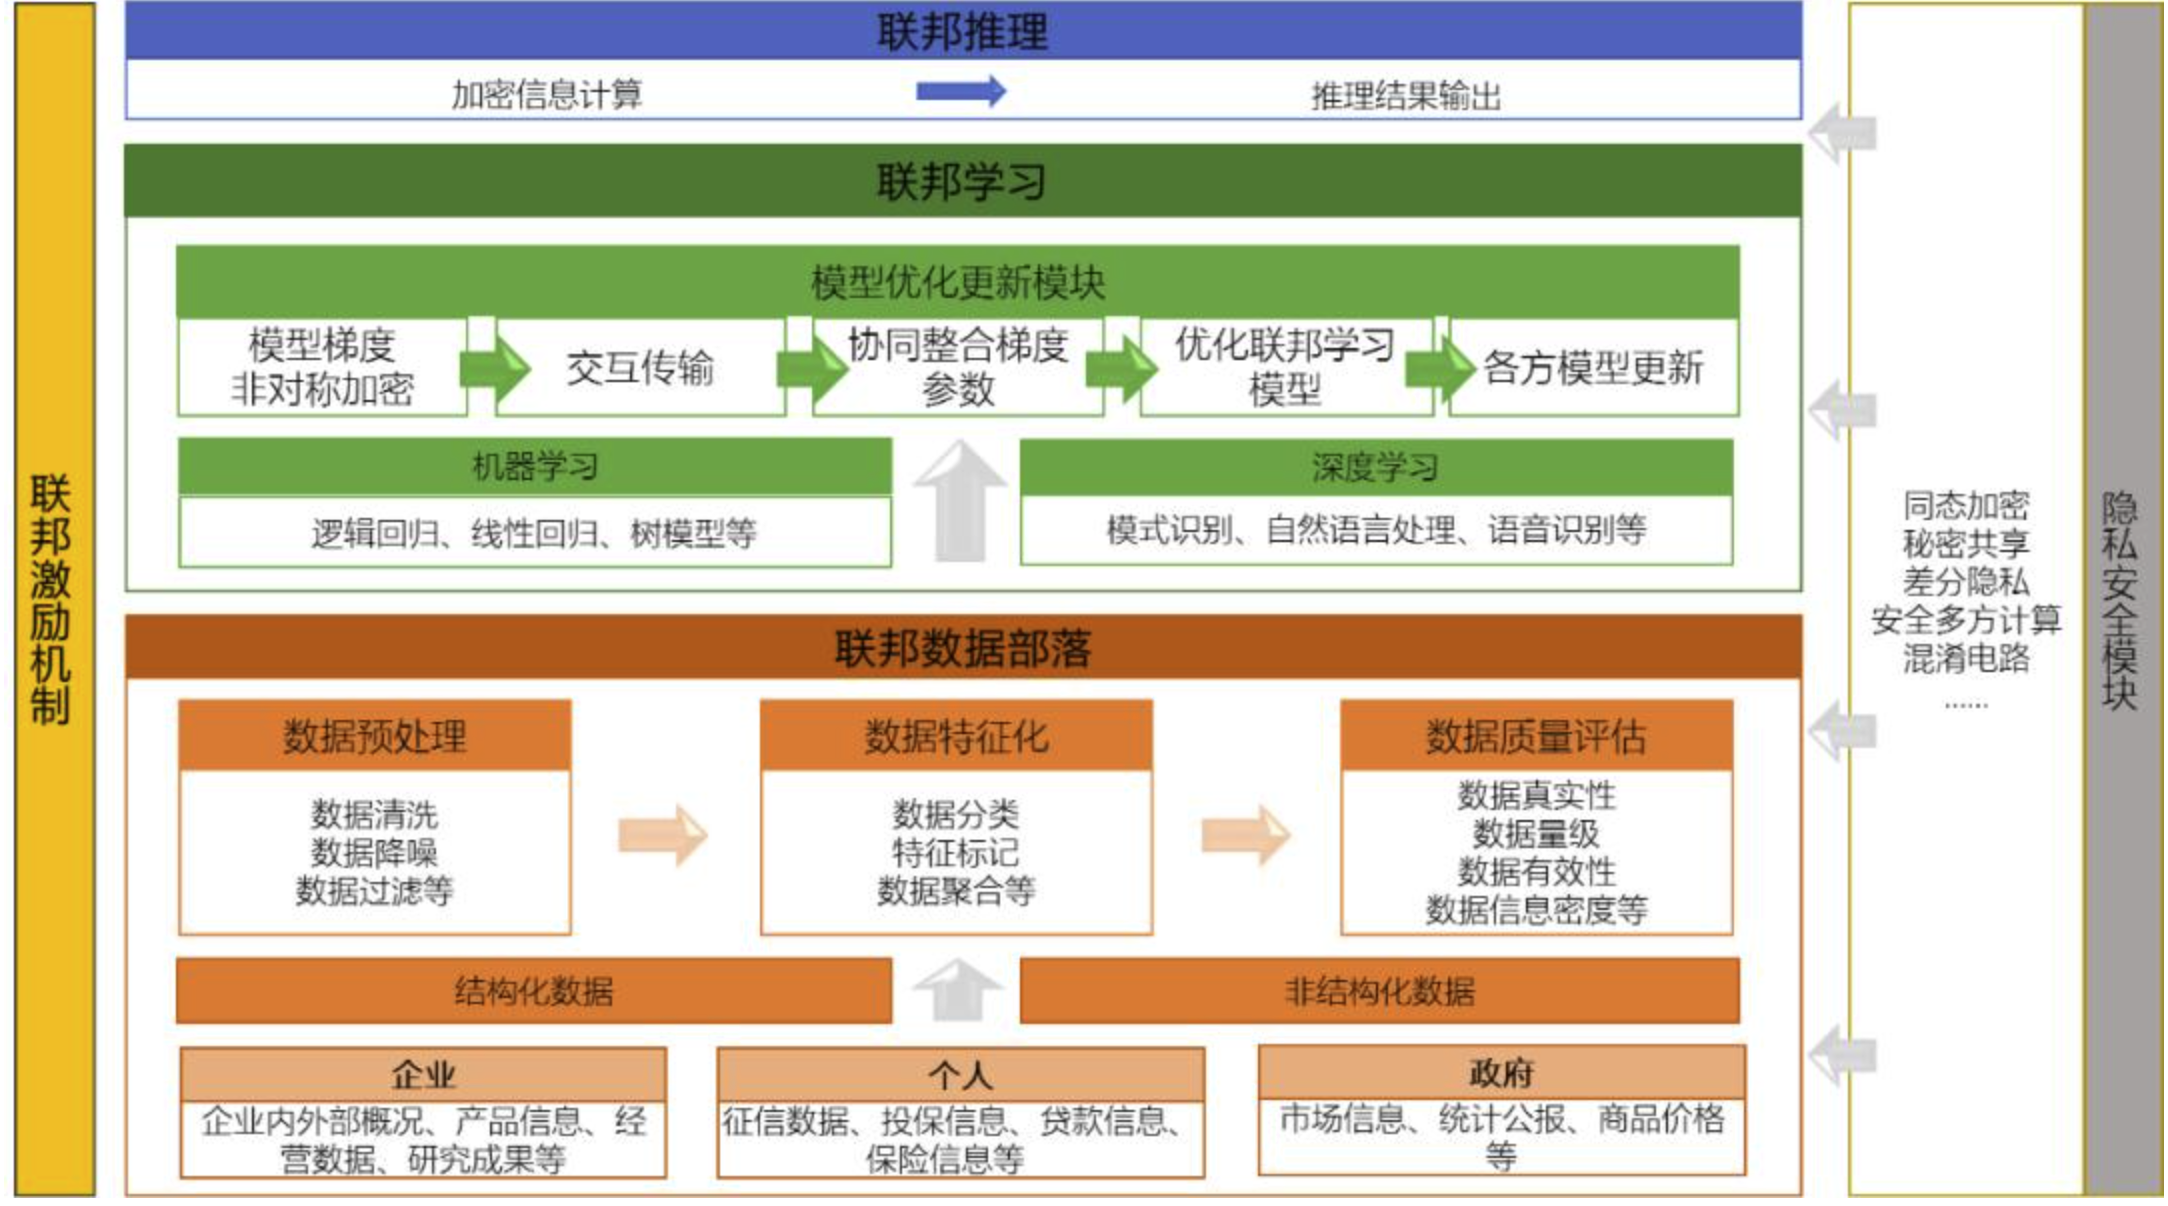 联邦激励机制
联邦推理
加密信息计算
推理结果输出
联邦学习
模型优化更新模块
模型梯度
非对称加密
交互传输
协同整合梯度
参数
优化联邦学习
模型
各方模型更新
机器学习
逻辑回归、线性回归、树模型等
深度学习
模式识别、自然语言处理、语音识别等
联邦数据部落
数据预处理
数据清洗
数据降噪
数据过滤等
数据特征化
数据分类
特征标记
数据聚合等
数据质量评估
数据真实性
数据量级
数据有效性
数据信息密度等
结构化数据
非结构化数据
企业
企业内外部概况、产品信息、经
营数据、研究成果等
个人
征信数据、投保信息、贷款信息、
保险信息等
政府
市场信息、统计公报、商品价格
等
同态加密
秘密共享
差分隐私
安全多方计算
混淆电路
......
隐私安全模块